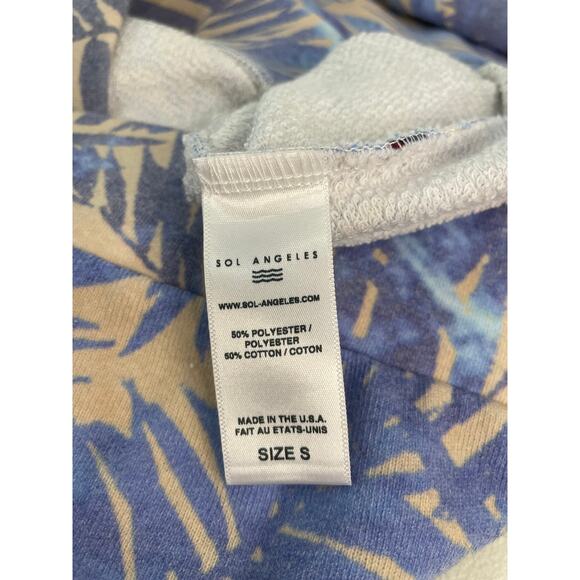 SOL ANGELES
WWW.SOL-ANGELES.COM
50% POLYESTER /
POLYESTER
50% COTTON / COTON
MADE IN THE U.S.A.
FAIT AU ETATS-UNIS
SIZE S